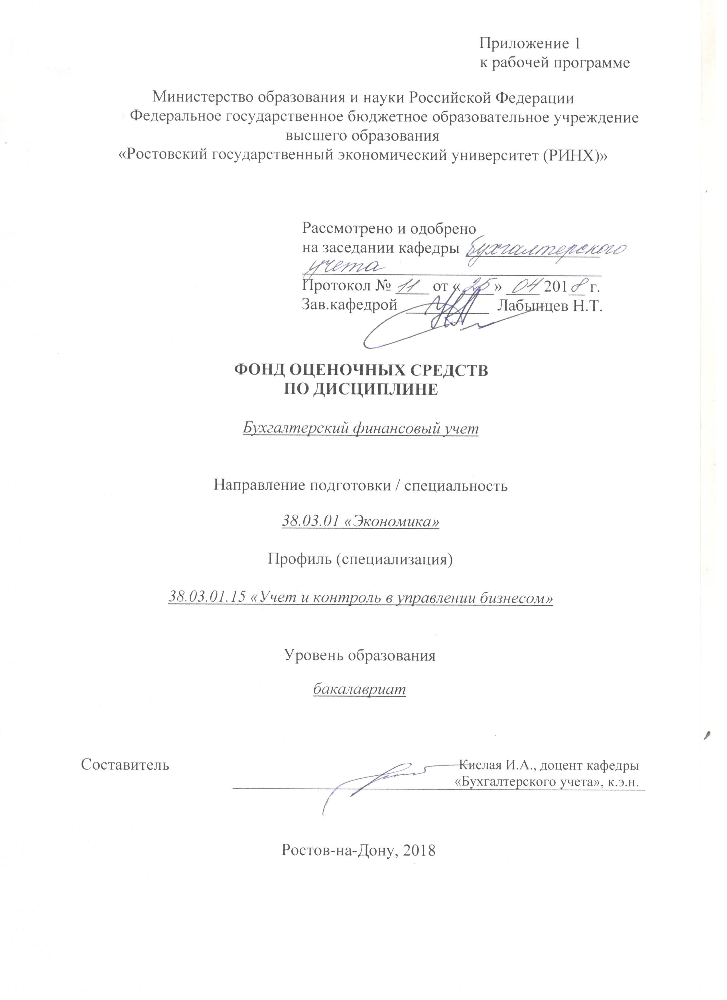 Приложение 1
к рабочей программе
Министерство образования и науки Российской Федерации
Федеральное государственное бюджетное образовательное учреждение
высшего образования
«Ростовский государственный экономический университет (РИНХ)»
Рассмотрено и одобрено
на заседании кафедры бухгалтерского
учета
Протокол № 11 от «25» 04 2018 г.
Зав.кафедрой Лабынцев Н.Т.
ФОНД ОЦЕНОЧНЫХ СРЕДСТВ
ПО ДИСЦИПЛИНЕ
Бухгалтерский финансовый учет
Направление подготовки / специальность
38.03.01 «Экономика»
Профиль (специализация)
38.03.01.15 «Учет и контроль в управлении бизнесом»
Уровень образования
бакалавриат
Составитель Кислая И.А., доцент кафедры
«Бухгалтерского учета», к.э.н.
Ростов-на-Дону, 2018